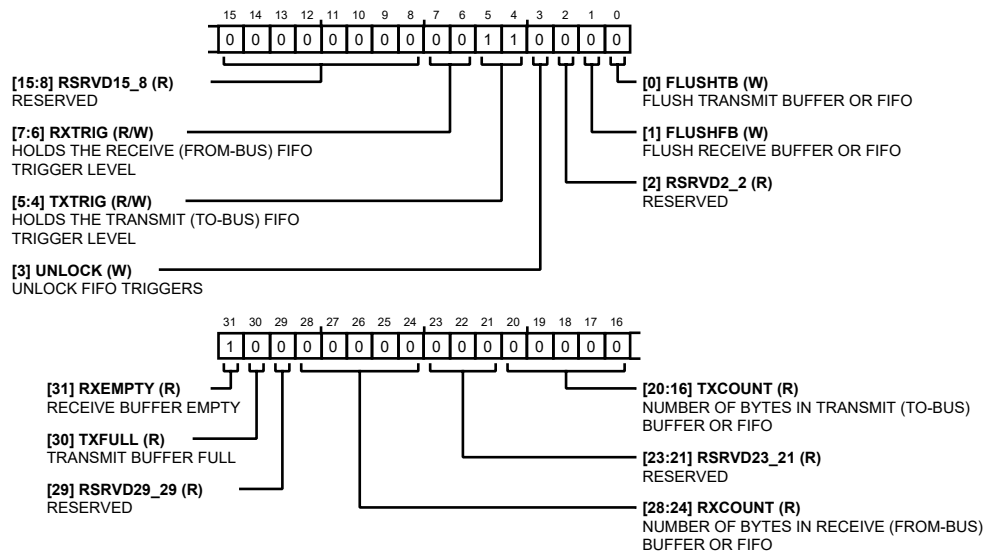 15 14 13 12 11 10 9 8 7 6 5 4 3 2 1 0
0 0 0 0 0 0 0 0 0 0 1 1 0 0 0 0
[15:8] RSRVD15_8 (R)
RESERVED
[7:6] RXTRIG (R/W)
HOLDS THE RECEIVE (FROM-BUS) FIFO
TRIGGER LEVEL
[5:4] TXTRIG (R/W)
HOLDS THE TRANSMIT (TO-BUS) FIFO
TRIGGER LEVEL
[3] UNLOCK (W)
UNLOCK FIFO TRIGGERS
[0] FLUSHTB (W)
FLUSH TRANSMIT BUFFER OR FIFO
[1] FLUSHFB (W)
FLUSH RECEIVE BUFFER OR FIFO
[2] RSRVD2_2 (R)
RESERVED
31 30 29 28 27 26 25 24 23 22 21 20 19 18 17 16
1 0 0 0 0 0 0 0 0 0 0 0 0 0 0 0
[31] RXEMPTY (R)
RECEIVE BUFFER EMPTY
[30] TXFULL (R)
TRANSMIT BUFFER FULL
[29] RSRVD29_29 (R)
RESERVED
[20:16] TXCOUNT (R)
NUMBER OF BYTES IN TRANSMIT (TO-BUS)
BUFFER OR FIFO
[23:21] RSRVD23_21 (R)
RESERVED
[28:24] RXCOUNT (R)
NUMBER OF BYTES IN RECEIVE (FROM-BUS)
BUFFER OR FIFO